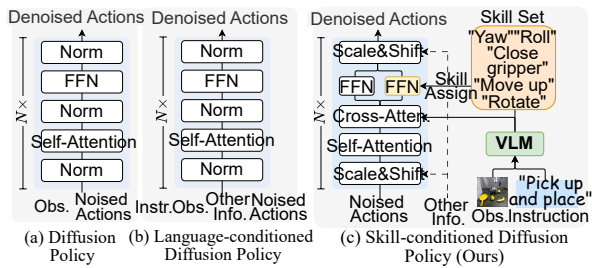 Denoised Actions
N×
Norm
FFN
Norm
Self-Attention
Norm
Obs.
Noised
Actions
(a) Diffusion
Policy
Denoised Actions
N×
Norm
FFN
Norm
Self-Attention
Norm
Instr.
Obs.
Other
Info.
Noised
Actions
(b) Language-conditioned
Diffusion Policy
Denoised Actions
N×
Scale&Shift
FFN
FFN
Cross-Atten
Self-Attention
Scale&Shift
Noised
Actions
Other
Info.
Skill
Assign
Skill Set
"Yaw""Roll"
"Close
gripper"
"Move up"
"Rotate"
VLM
"Pick up
and place"
Obs.
Instruction
(c) Skill-conditioned Diffusion
Policy (Ours)